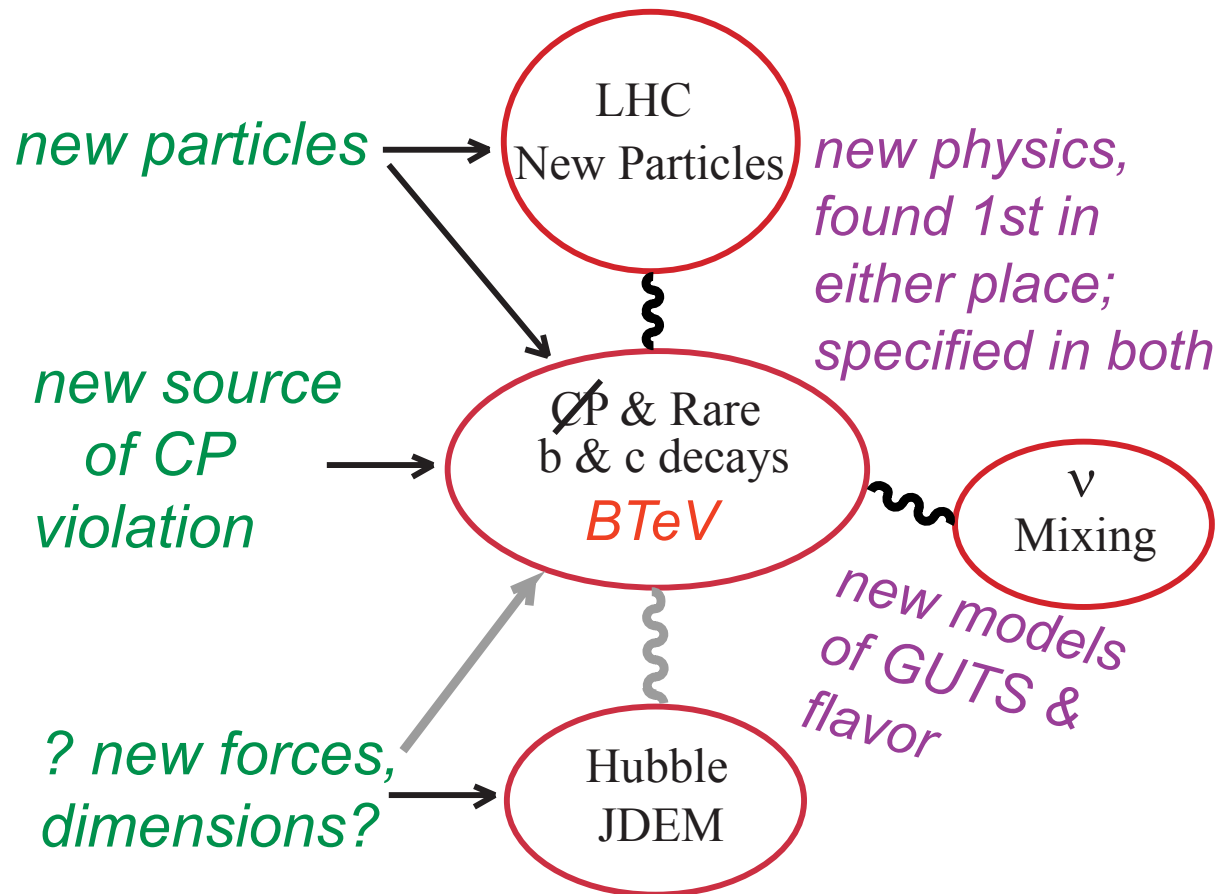 LHC
New Particles
new particles
new physics,
found 1st in
either place;
specified in both
new source
of CP
violation
CP & Rare
b & c decays
BTeV
ν
Mixing
new models
of GUTS &
flavor
? new forces,
dimensions?
Hubble
JDEM